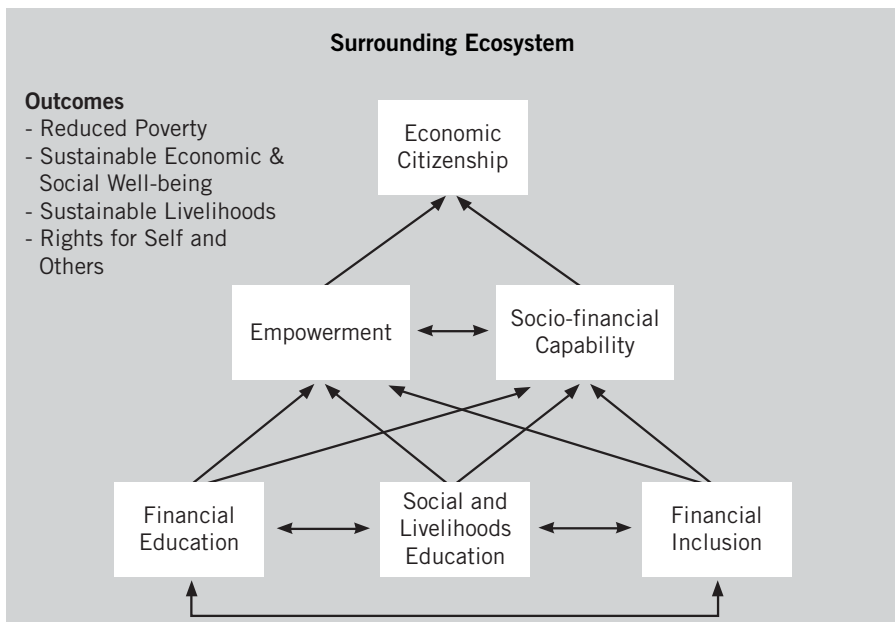 Surrounding Ecosystem
Outcomes
- Reduced Poverty
- Sustainable Economic &
Social Well-being
- Sustainable Livelihoods
- Rights for Self and
Others
Economic
Citizenship
Empowerment
Socio-financial
Capability
Financial
Education
Social and
Livelihoods
Education
Financial
Inclusion